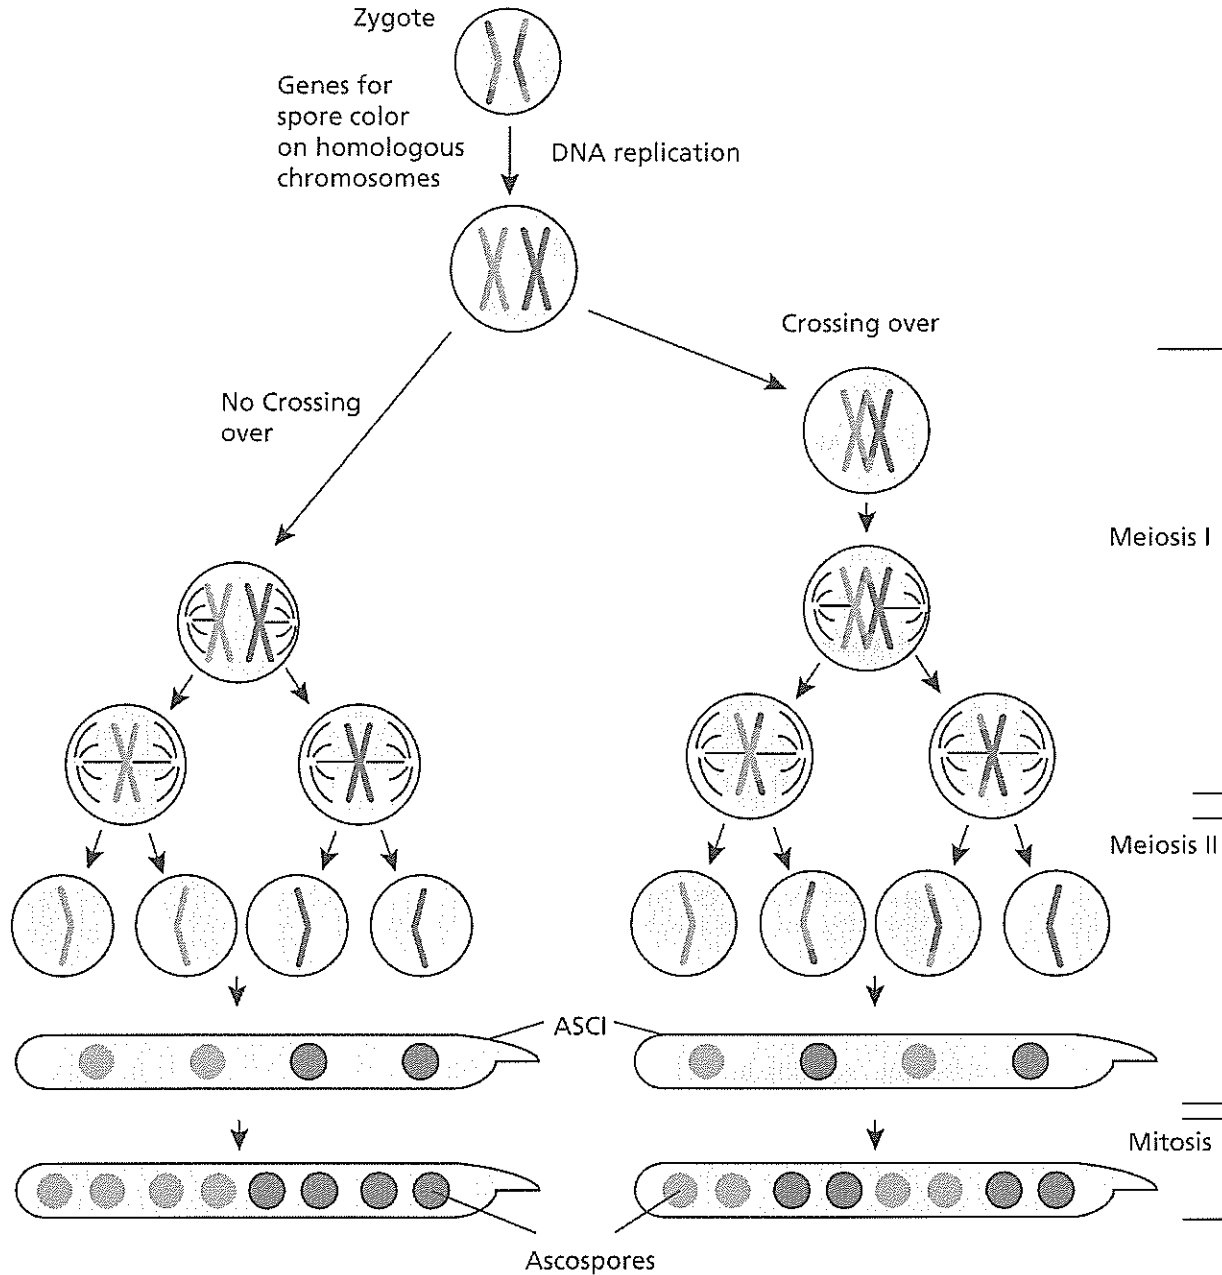 Zygote
Genes for
spore color
on homologous
chromosomes
DNA replication
Crossing over
No Crossing
over
Meiosis I
Meiosis II
ASCI
Mitosis
Ascospores